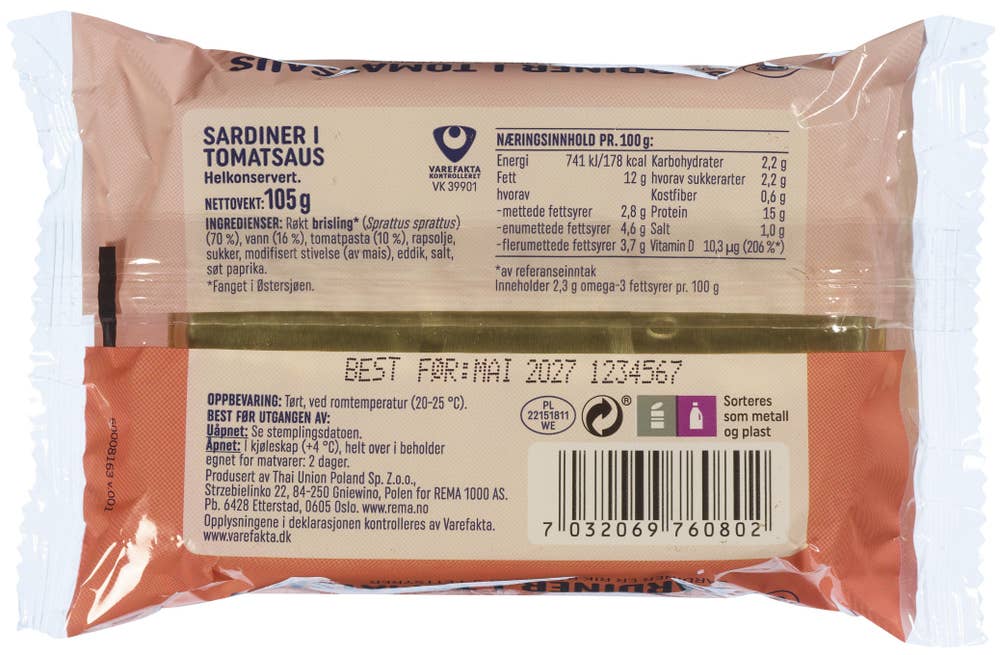 SARDINER I TOMATSAUS
SARDINER I
TOMATSAUS
Helkonservert.
NETTOVEKT: 105 g
INGREDIENSER: Røkt brisling* (Sprattus sprattus)
(70 %), vann (16 %), tomatpasta (10 %), rapsolje,
sukker, modifisert stivelse (av mais), eddik, salt,
søt paprika.
*Fanget i Østersjøen.
VAREFAKTA
KONTROLLERET
VK 39901
NÆRINGSINNHOLD PR. 100 g:
Energi 741 kJ/178 kcal Karbohydrater 2,2 g
Fett 12 g hvorav sukkerarter 2,2 g
hvorav Kostfiber 0,6 g
-mettede fettsyrer 2,8 g Protein 15 g
-enumettede fettsyrer 4,6 g Salt 1,0 g
-flerumettede fettsyrer 3,7 g Vitamin D 10,3 µg (206 %*)
*av referanseinntak
Inneholder 2,3 g omega-3 fettsyrer pr. 100 g
BEST FØR:MAI 2027 1234567
OPPBEVARING: Tørt, ved romtemperatur (20-25 °C).
BEST FØR UTGANGEN AV:
Uåpnet: Se stemplingsdatoen.
Åpnet: I kjøleskap (+4 °C), helt over i beholder
egnet for matvarer: 2 dager.
Produsert av Thai Union Poland Sp. Z.o.o.,
Strzebielinko 22, 84-250 Gniewino, Polen for REMA 1000 AS.
Pb. 6428 Etterstad, 0605 Oslo. www.rema.no
Opplysningene i deklarasjonen kontrolleres av Varefakta.
www.varefakta.dk
PL
22151811
WE
®
Sorteres
som metall
og plast
7 032069 760802